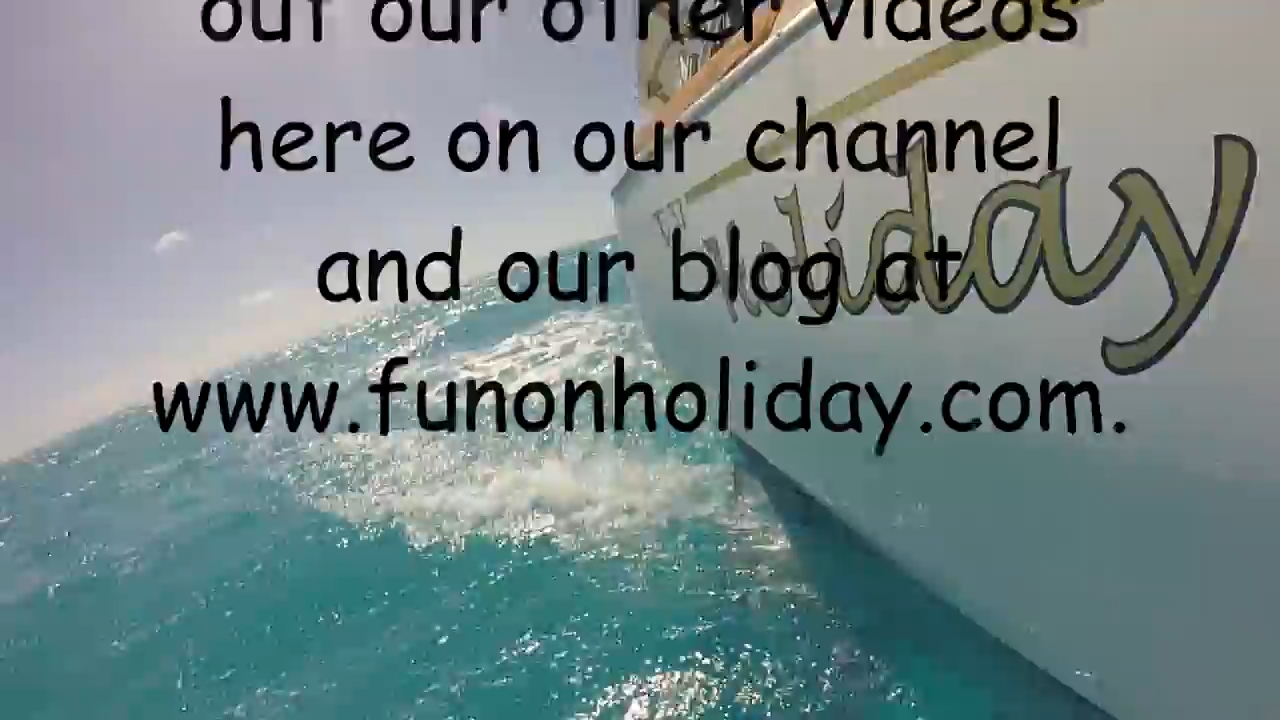 out our other videos
here on our channel
and our blog at
www.funonholiday.com.
Holiday